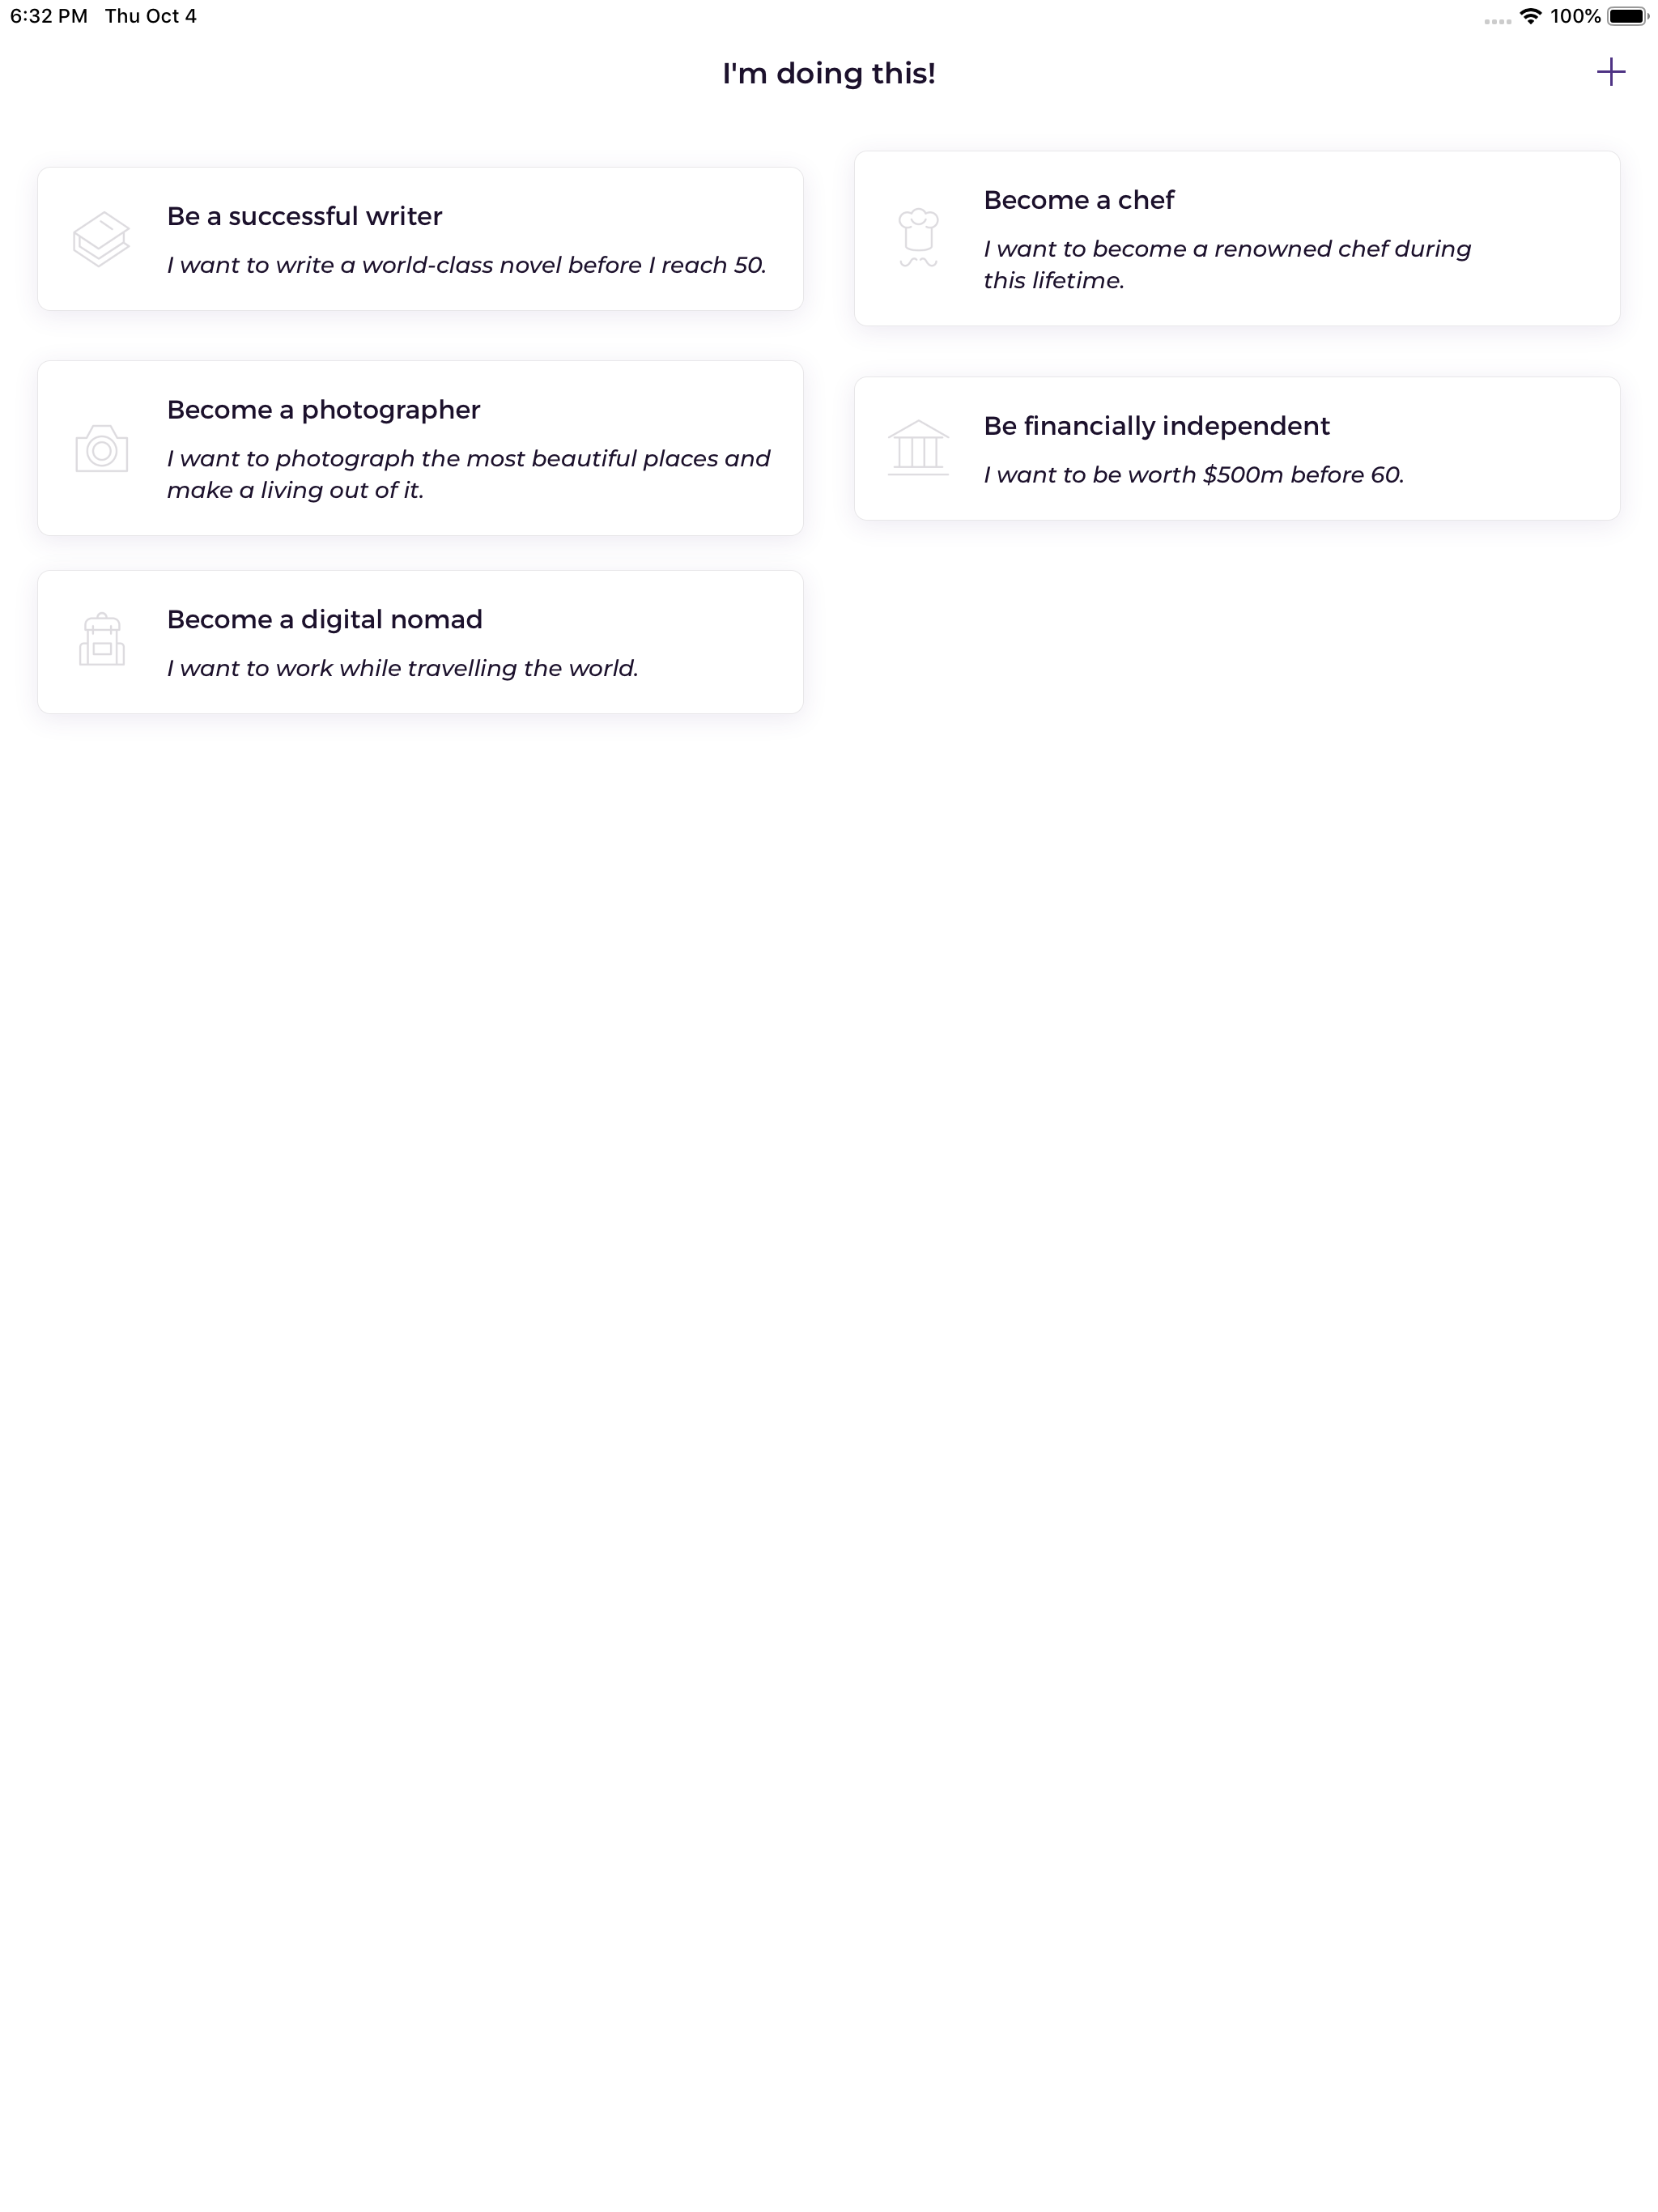 6:32 PM Thu Oct 4
100%
I'm doing this!
Be a successful writer
I want to write a world-class novel before I reach 50.
Become a chef
I want to become a renowned chef during
this lifetime.
Become a photographer
I want to photograph the most beautiful places and
make a living out of it.
Be financially independent
I want to be worth $500m before 60.
Become a digital nomad
I want to work while travelling the world.